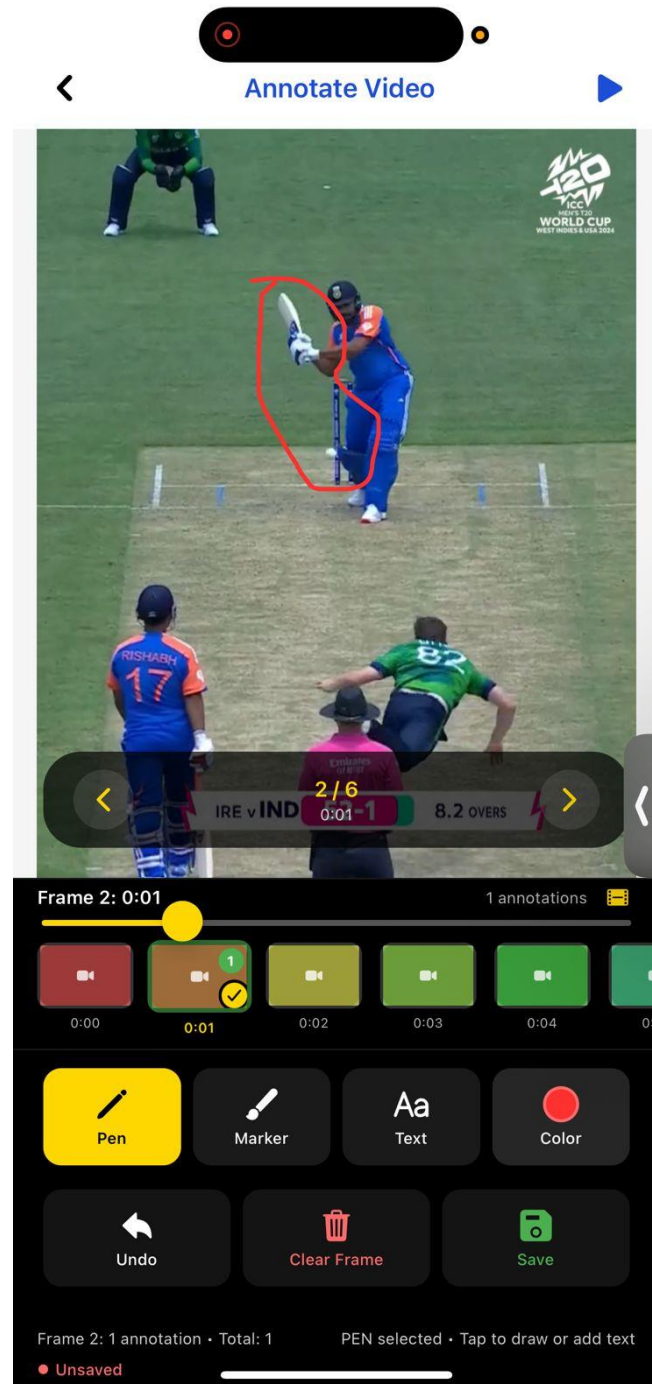 Annotate Video
T20
ICC
MEN'S T20
WORLD CUP
WEST INDIES & USA 2024
82
RISHABH
17
Emirates
2/6
IRE v IND
-1
0:01
8.2 OVERS
Frame 2: 0:01
1 annotations
1
0:00
0:01
0:02
0:03
0:04
Pen
Marker
Aa
Text
Color
Undo
Clear Frame
Save
Frame 2: 1 annotation • Total: 1
PEN selected • Tap to draw or add text
Unsaved